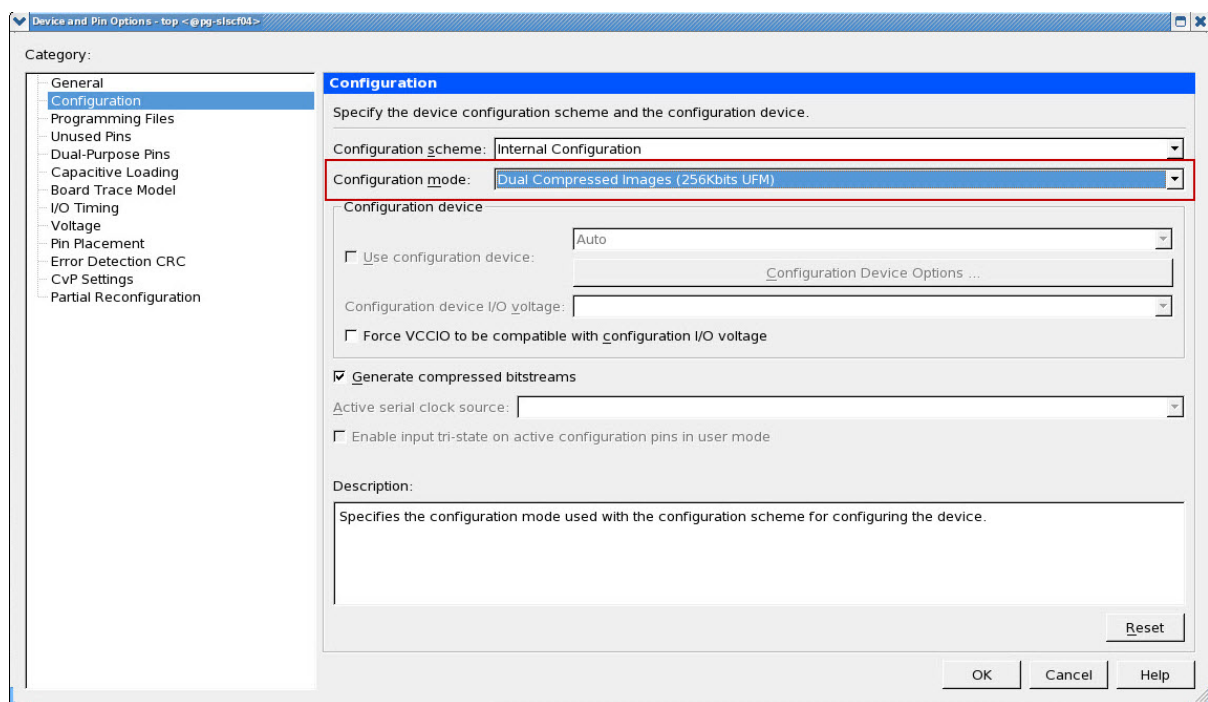 Device and Pin Options - top <@pg-slscf04>
Category:
General
Configuration
Programming Files
Unused Pins
Dual-Purpose Pins
Capacitive Loading
Board Trace Model
I/O Timing
Voltage
Pin Placement
Error Detection CRC
CvP Settings
Partial Reconfiguration
Configuration
Specify the device configuration scheme and the configuration device.
Configuration scheme: Internal Configuration
Configuration mode: Dual Compressed Images (256Kbits UFM)
Configuration device
Auto
Use configuration device:
Configuration Device Options ...
Configuration device I/O voltage:
Force VCCIO to be compatible with configuration I/O voltage
Generate compressed bitstreams
Active serial clock source:
Enable input tri-state on active configuration pins in user mode
Description:
Specifies the configuration mode used with the configuration scheme for configuring the device.
Reset
OK Cancel Help